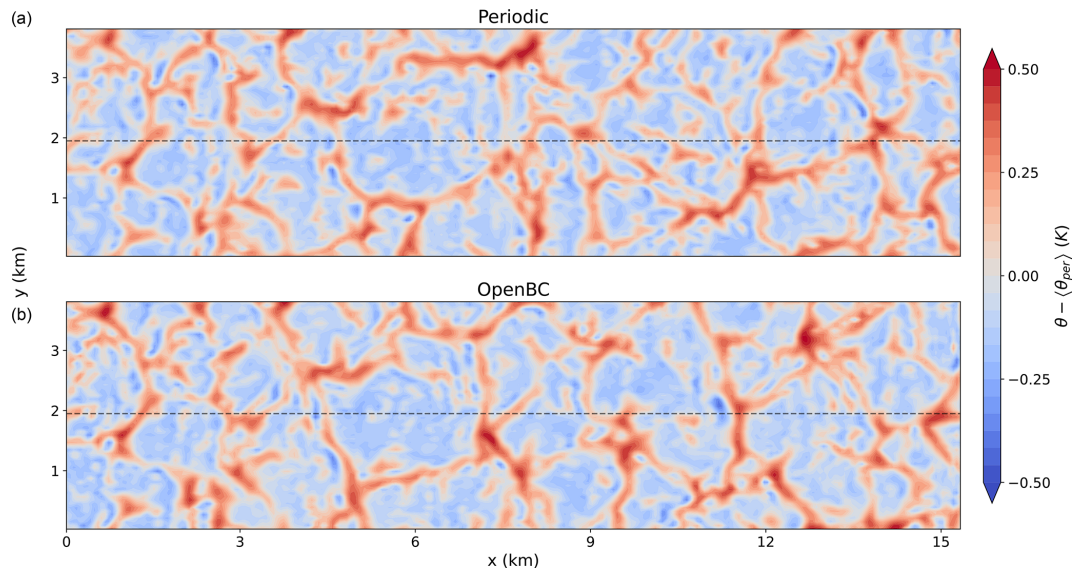 (a)
Periodic
3
2
1
y (km)
(b)
OpenBC
3
2
1
0 3 6 9 12 15
x (km)
0.50
0.25
0.00
−0.25
−0.50
θ − ⟨θper⟩ (K)